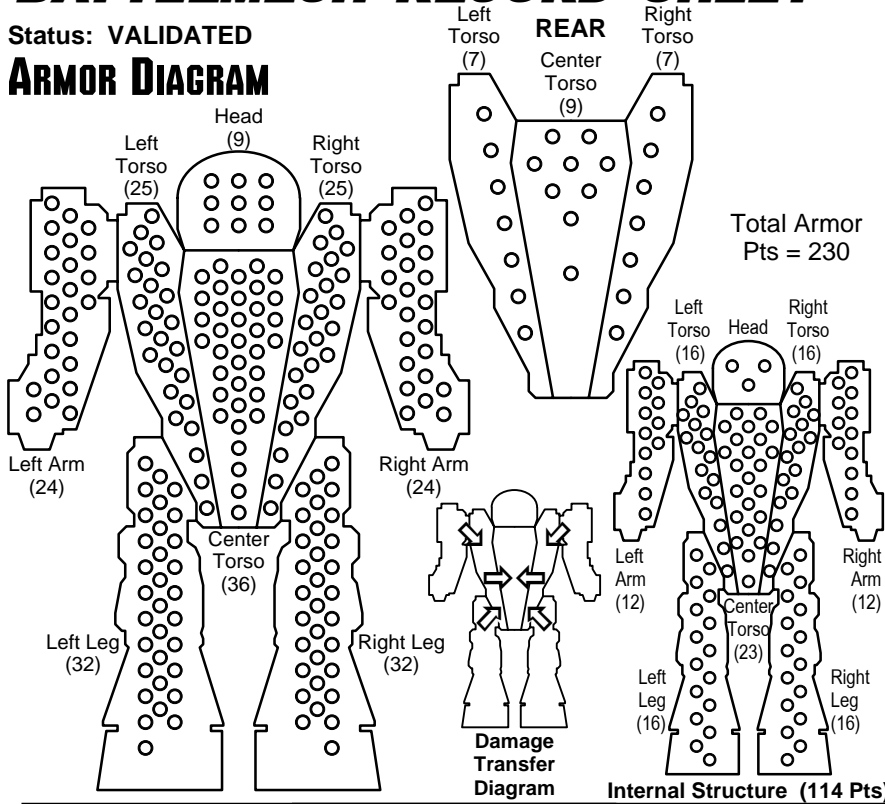 BATTLEMECH RECORD SHEET
Status: VALIDATED
ARMOR DIAGRAM
REAR
Left
Torso
(7)
Center
Torso
(9)
Right
Torso
(7)
Head
(9)
Left
Torso
(25)
Right
Torso
(25)
Total Armor
Pts = 230
Left Arm
(24)
Right Arm
(24)
Center
Torso
(36)
Left Leg
(32)
Right Leg
(32)
Damage
Transfer
Diagram
Left
Torso
(16)
Head
Right
Torso
(16)
Left
Arm
(12)
Right
Arm
(12)
Center
Torso
(23)
Left
Leg
(16)
Right
Leg
(16)
Internal Structure (114 Pts)